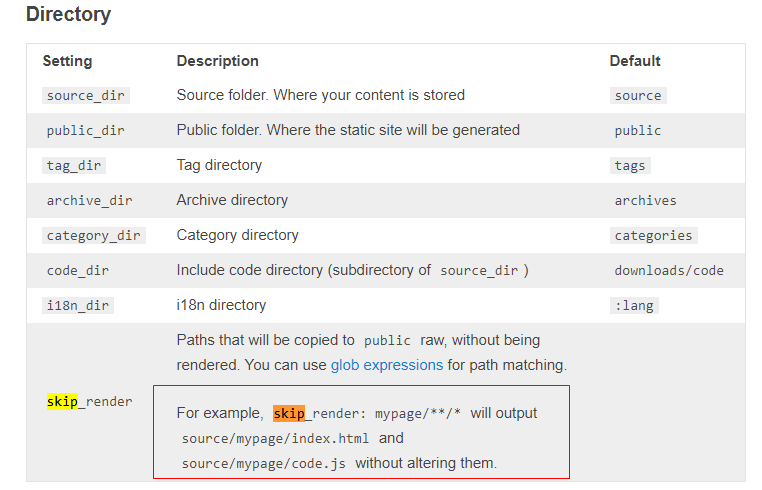 Directory
Setting Description Default
source_dir Source folder. Where your content is stored source
public_dir Public folder. Where the static site will be generated public
tag_dir Tag directory tags
archive_dir Archive directory archives
category_dir Category directory categories
code_dir Include code directory (subdirectory of source_dir ) downloads/code
i18n_dir i18n directory :lang
Paths that will be copied to public raw, without being
rendered. You can use glob expressions for path matching.
skip_render
For example, skip_render: mypage/**/* will output
source/mypage/index.html and
source/mypage/code.js without altering them.